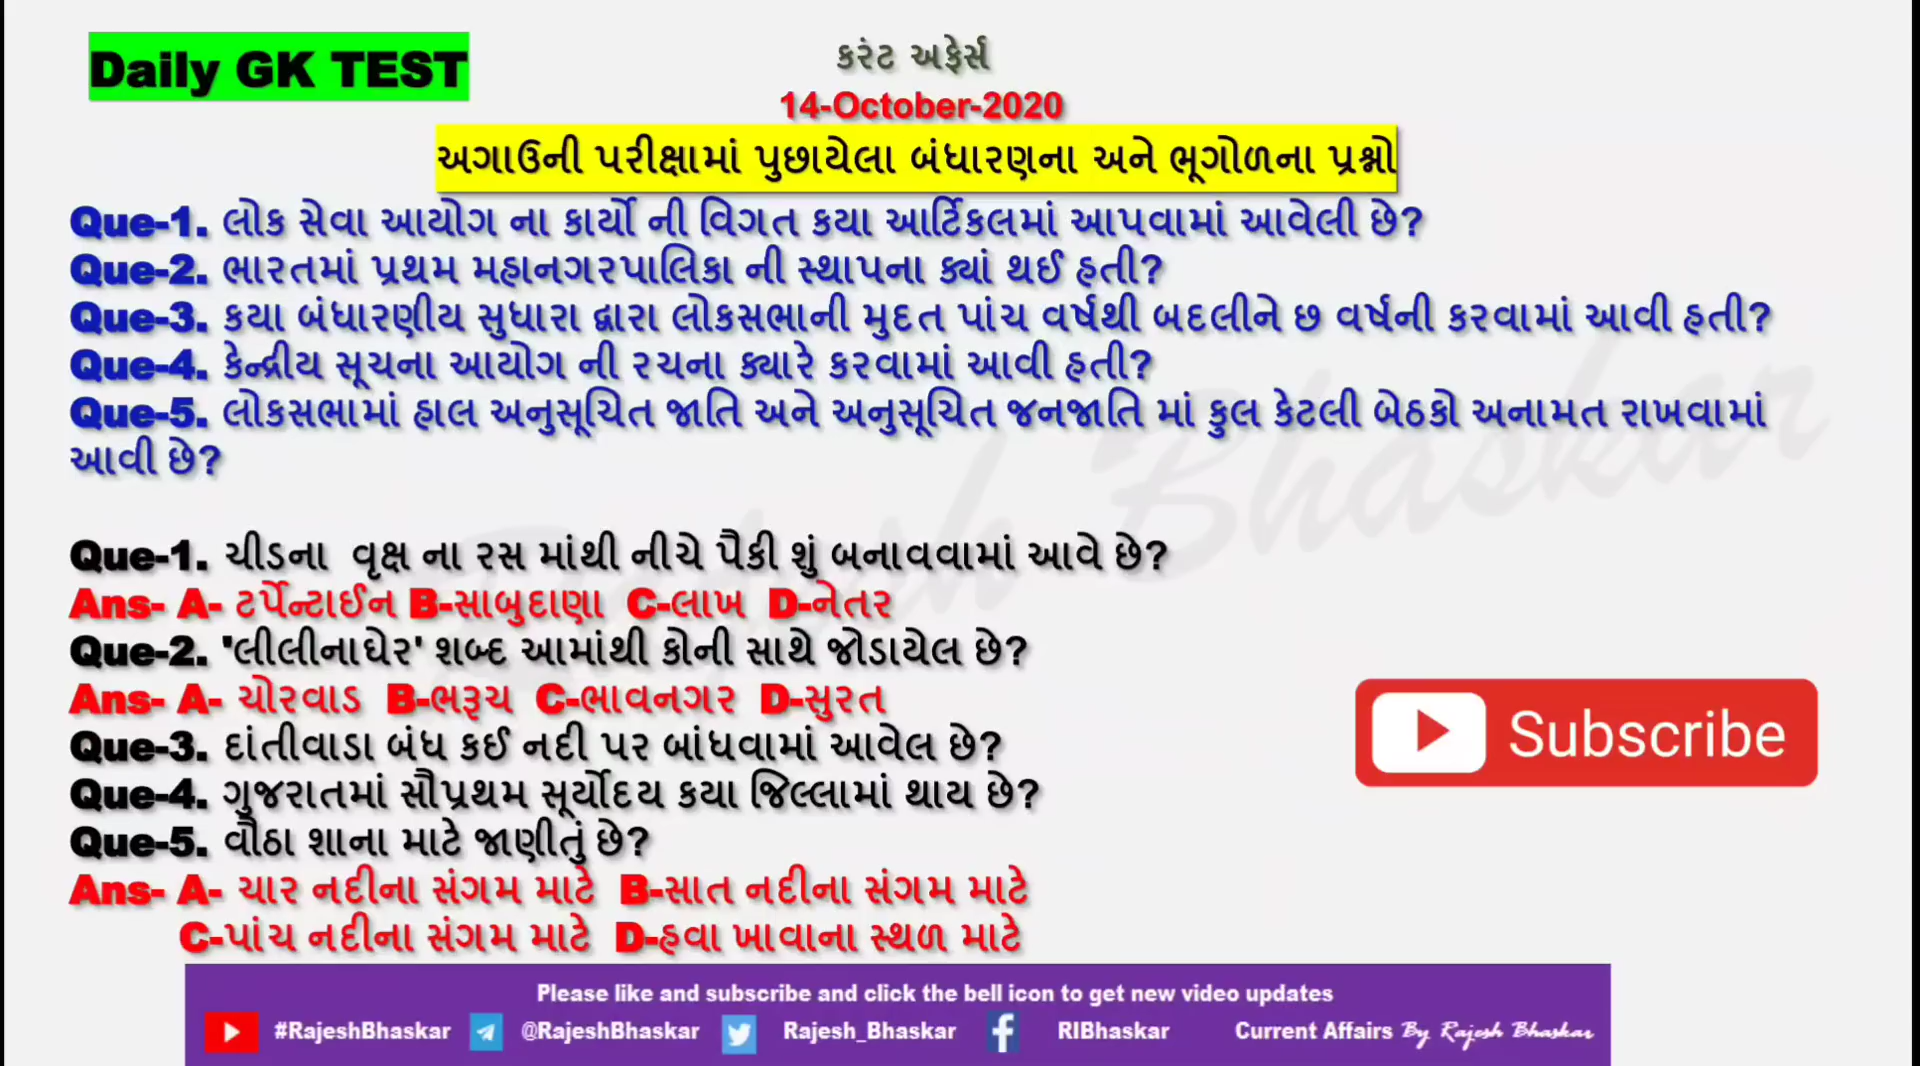 Daily GK TEST
કરંટ અફેર્સ
14-October-2020
અગાઉની પરીક્ષામાં પુછાયેલા બંધારણના અને ભૂગોળના પ્રશ્નો
Que-1. લોક સેવા આયોગ ના કાર્યો ની વિગત કયા આર્ટિકલમાં આપવામાં આવેલી છે?
Que-2. ભારતમાં પ્રથમ મહાનગરપાલિકા ની સ્થાપના ક્યાં થઈ હતી?
Que-3. કયા બંધારણીય સુધારા દ્વારા લોકસભાની મુદત પાંચ વર્ષથી બદલીને છ વર્ષની કરવામાં આવી હતી?
Que-4. કેન્દ્રીય સૂચના આયોગ ની રચના ક્યારે કરવામાં આવી હતી?
Que-5. લોકસભામાં હાલ અનુસૂચિત જાતિ અને અનુસૂચિત જનજાતિ માં કુલ કેટલી બેઠકો અનામત રાખવામાં
આવી છે?
Que-1. ચીડના વૃક્ષ ના રસ માંથી નીચે પૈકી શું બનાવવામાં આવે છે?
Ans- A- ટર્પેન્ટાઈન B-સાબુદાણા C-લાખ D-નેતર
Que-2. 'લીલીનાઘેર' શબ્દ આમાંથી કોની સાથે જોડાયેલ છે?
Ans- A- ચોરવાડ B-ભરૂચ C-ભાવનગર D-સુરત
Que-3. દાંતીવાડા બંધ કઈ નદી પર બાંધવામાં આવેલ છે?
Que-4. ગુજરાતમાં સૌપ્રથમ સૂર્યોદય કયા જિલ્લામાં થાય છે?
Que-5. વૌઠા શાના માટે જાણીતું છે?
Ans- A- ચાર નદીના સંગમ માટે B-સાત નદીના સંગમ માટે
C-પાંચ નદીના સંગમ માટે D-હવા ખાવાના સ્થળ માટે
Subscribe
Rajesh Bhaskar
Please like and subscribe and click the bell icon to get new video updates
#RajeshBhaskar @RajeshBhaskar Rajesh_Bhaskar RIBhaskar Current Affairs By Rajesh Bhaskar